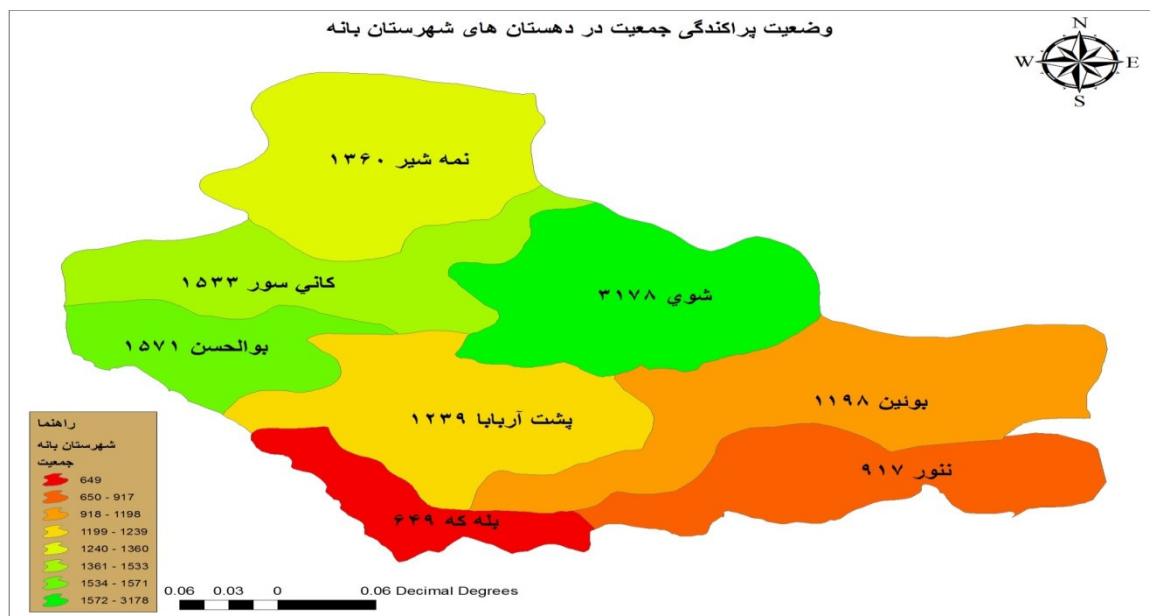 وضعیت پراکندگی جمعیت در دهستان های شهرستان بانه
N
W E
S
نمه شیر ۱۳۶۰
کاني سور ۱۵۳۳
شوي ۳۱۷۸
بوالحسن ۱۵۷۱
بوئین ۱۱۹۸
پشت آربابا ۱۲۳۹
ننور ۹۱۷
بله که ۶۴۹
راهنما
شهرستان بانه
جمعیت
649
650 - 917
918 - 1198
1199 - 1239
1240 - 1360
1361 - 1533
1534 - 1571
1572 - 3178
0.06 0.03 0 0.06 Decimal Degrees